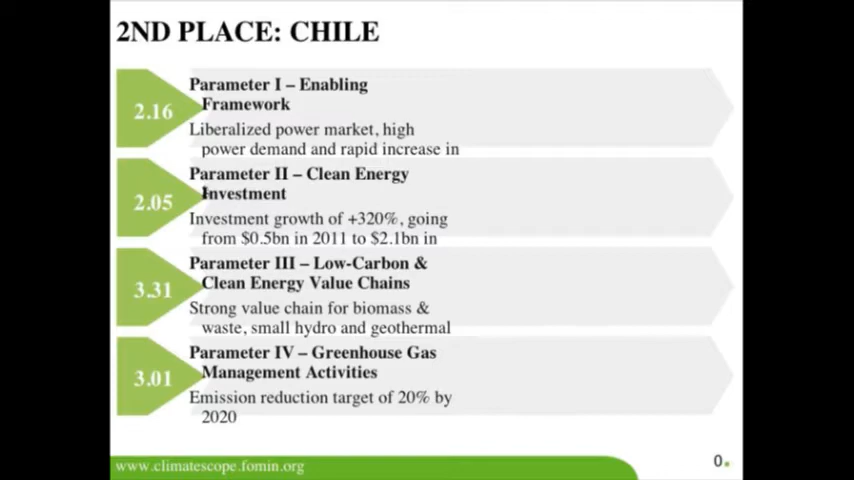 2ND PLACE: CHILE
2.16
Parameter I – Enabling
Framework
Liberalized power market, high
power demand and rapid increase in
2.05
Parameter II – Clean Energy
Investment
Investment growth of +320%, going
from $0.5bn in 2011 to $2.1bn in
3.31
Parameter III – Low-Carbon &
Clean Energy Value Chains
Strong value chain for biomass &
waste, small hydro and geothermal
3.01
Parameter IV – Greenhouse Gas
Management Activities
Emission reduction target of 20% by
2020
www.climatescope.fomin.org
0